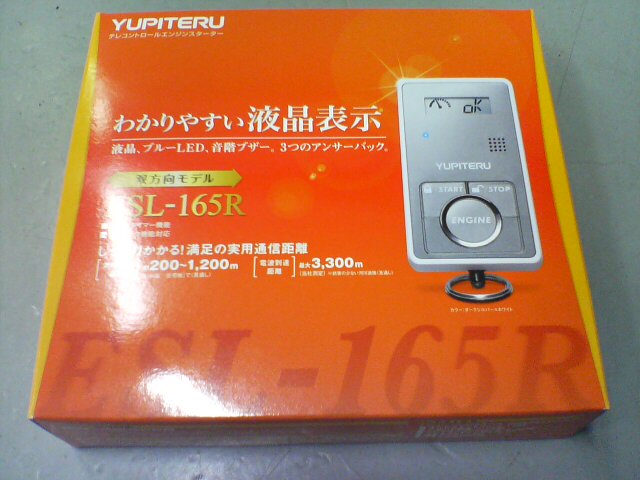 YUPITERU
テレコントロールエンジンスターター
わかりやすい液晶表示
液晶、ブルーLED、音階ブザー。3つのアンサーバック。
双方向モデル
ESL-165R
かかる! 満足の実用通信距離
200~1,200m
電波到達距離
最大3,300m
OK
YUPITERU
START
STOP
ENGINE
ESL-165R